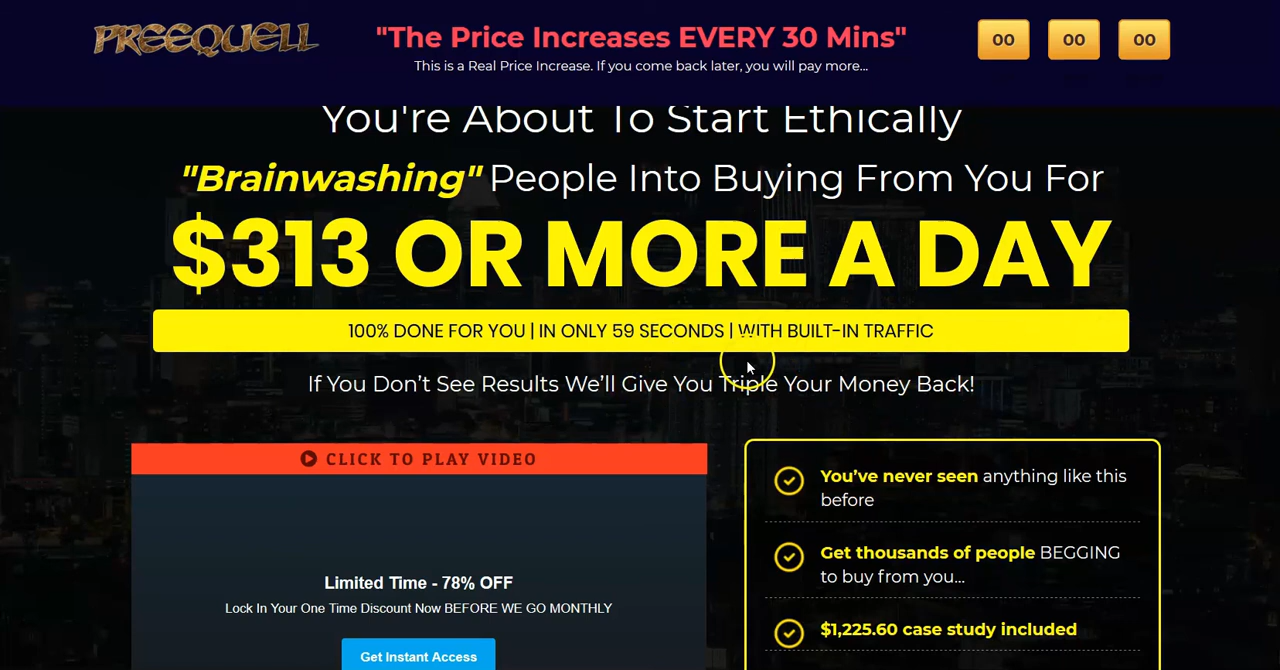 PREEQUELL
"The Price Increases EVERY 30 Mins"
This is a Real Price Increase. If you come back later, you will pay more...
00 00 00
You're About To Start Ethically
"Brainwashing" People Into Buying From You For
$313 OR MORE A DAY
100% DONE FOR YOU | IN ONLY 59 SECONDS | WITH BUILT-IN TRAFFIC
If You Don't See Results We'll Give You Triple Your Money Back!
CLICK TO PLAY VIDEO
Limited Time - 78% OFF
Lock In Your One Time Discount Now BEFORE WE GO MONTHLY
Get Instant Access
You've never seen anything like this
before
Get thousands of people BEGGING
to buy from you...
$1,225.60 case study included